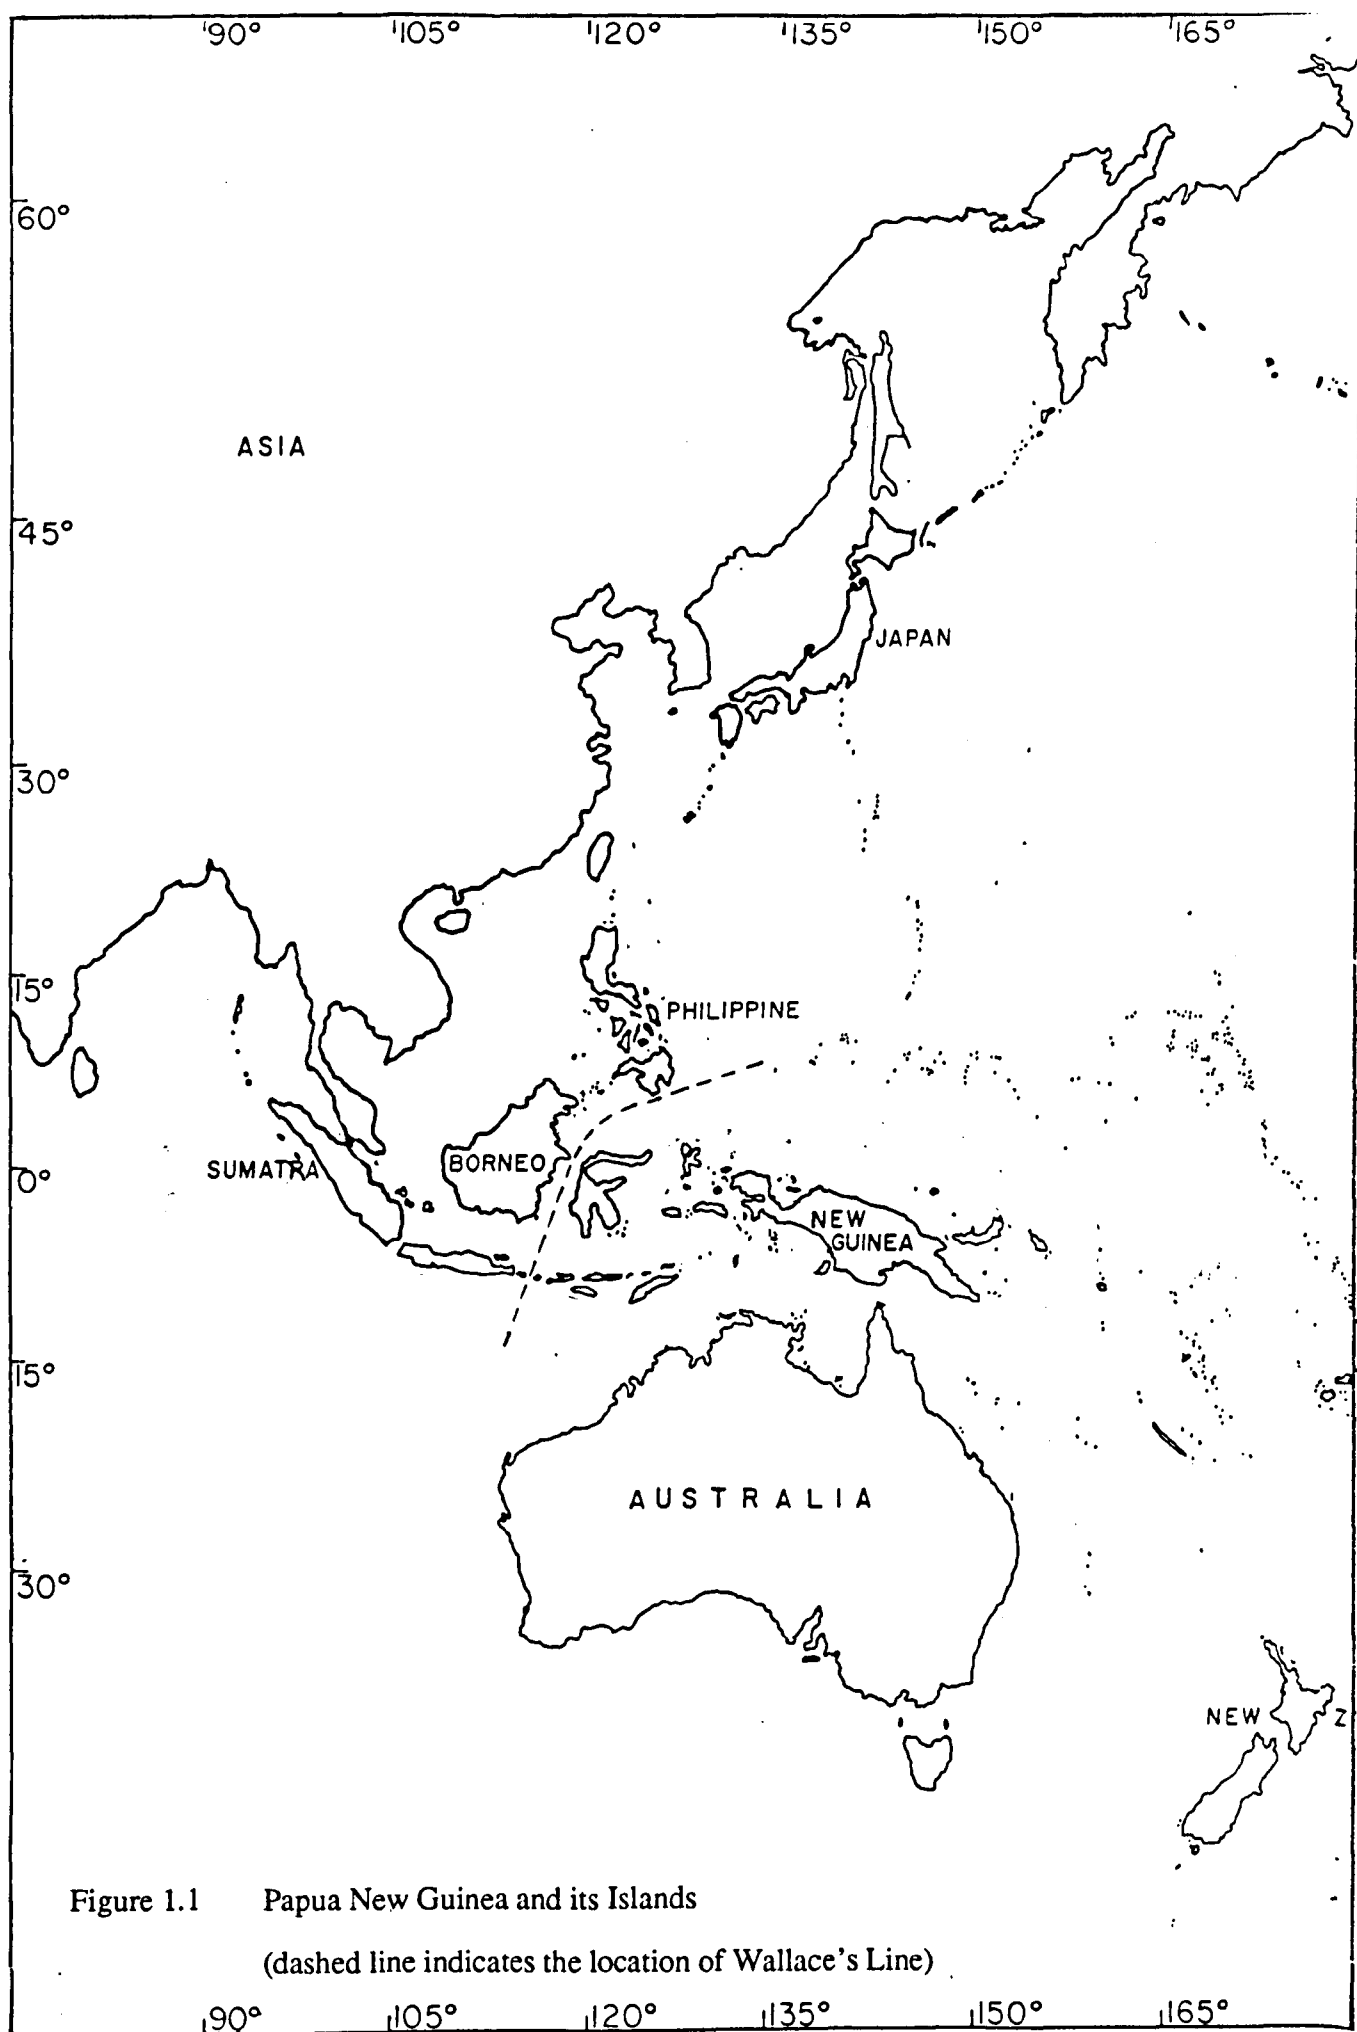 90° 105° 120° 135° 150° 165°
60°
ASIA
45°
JAPAN
30°
15°
PHILIPPINE
SUMATRA
BORNEO
0°
NEW
GUINEA
15°
AUSTRALIA
30°
NEW Z
Figure 1.1 Papua New Guinea and its Islands
(dashed line indicates the location of Wallace's Line)
90° 105° 120° 135° 150° 165°